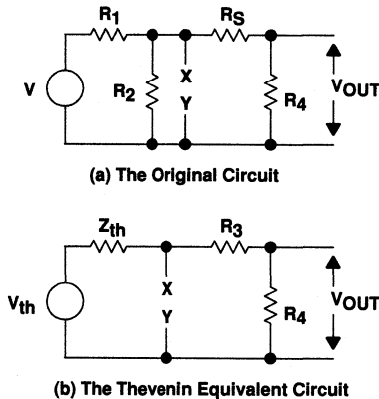 R1 RS
V R2 X Y R4 VOUT
(a) The Original Circuit
Zth R3
Vth X Y R4 VOUT
(b) The Thevenin Equivalent Circuit